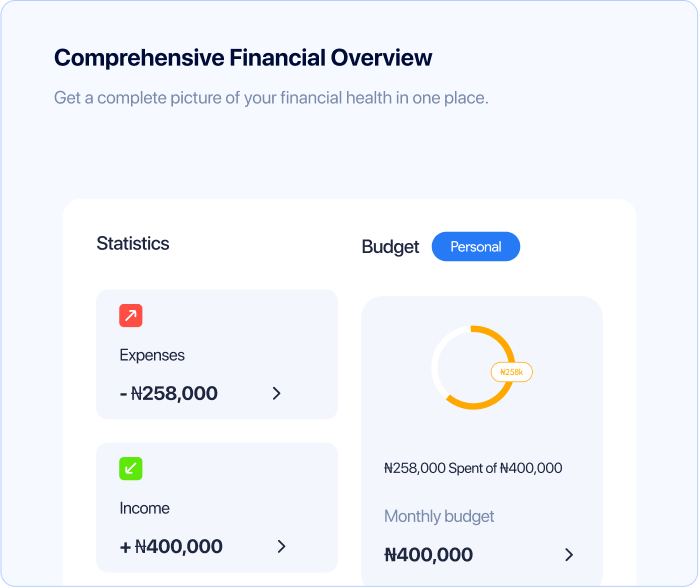 Comprehensive Financial Overview
Get a complete picture of your financial health in one place.
Statistics
Expenses
- ₦258,000
Income
+ ₦400,000
Budget
Personal
₦258k
₦258,000 Spent of ₦400,000
Monthly budget
₦400,000